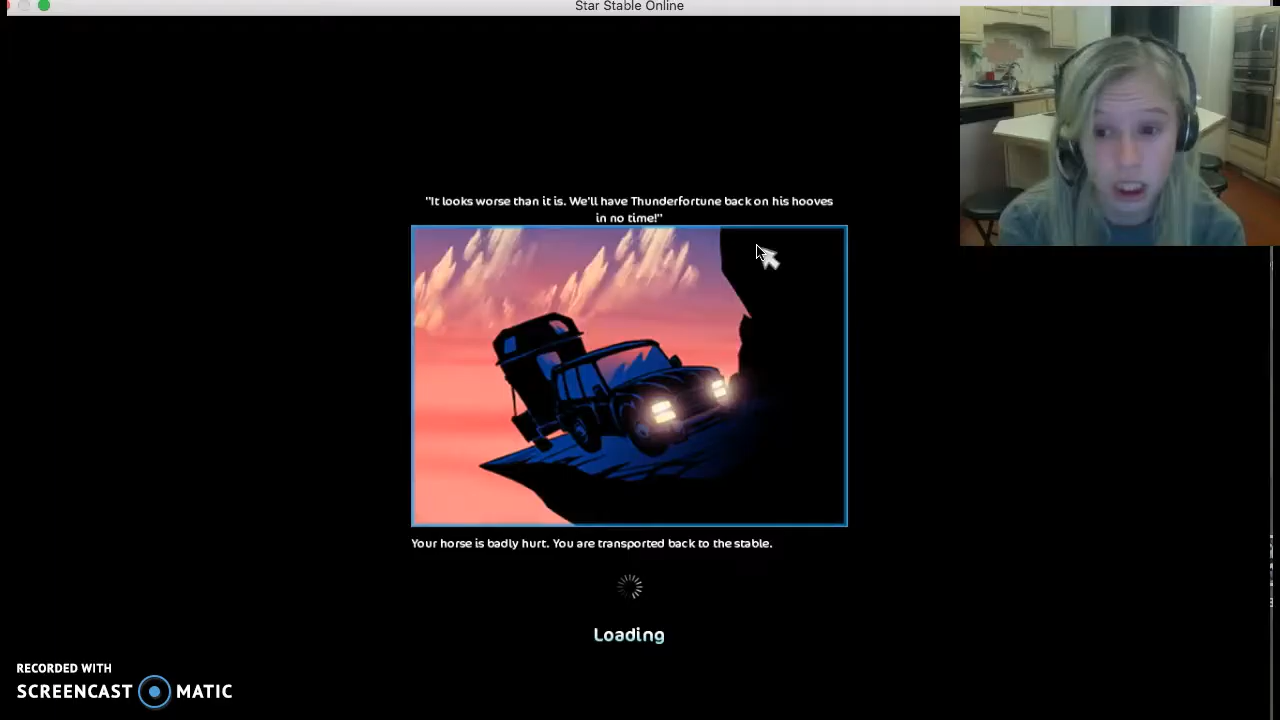 Star Stable Online
"It looks worse than it is. We'll have Thunderfortune back on his hooves
in no time!"
Your horse is badly hurt. You are transported back to the stable.
Loading
RECORDED WITH
SCREENCAST MATIC